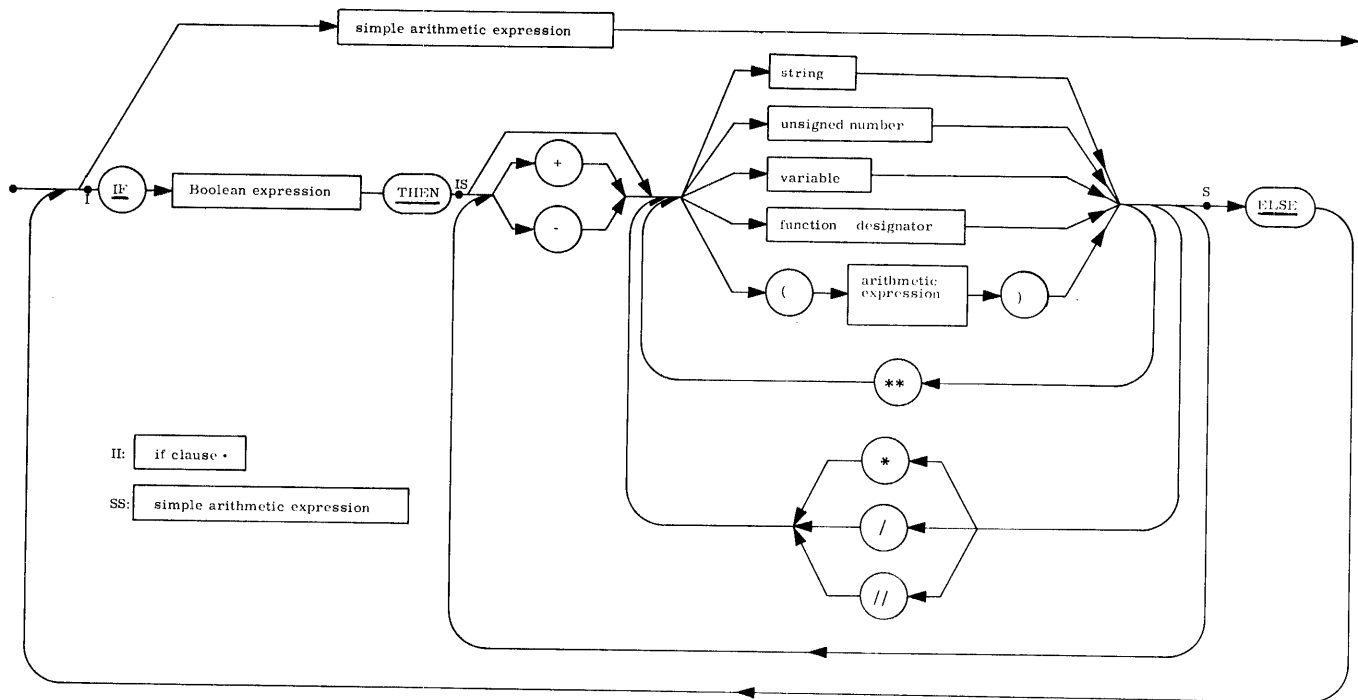 simple arithmetic expression
string
unsigned number
variable
function designator
( arithmetic expression )
+
-
I IF Boolean expression THEN IS
S ELSE
**
*
/
//
II: if clause
SS: simple arithmetic expression